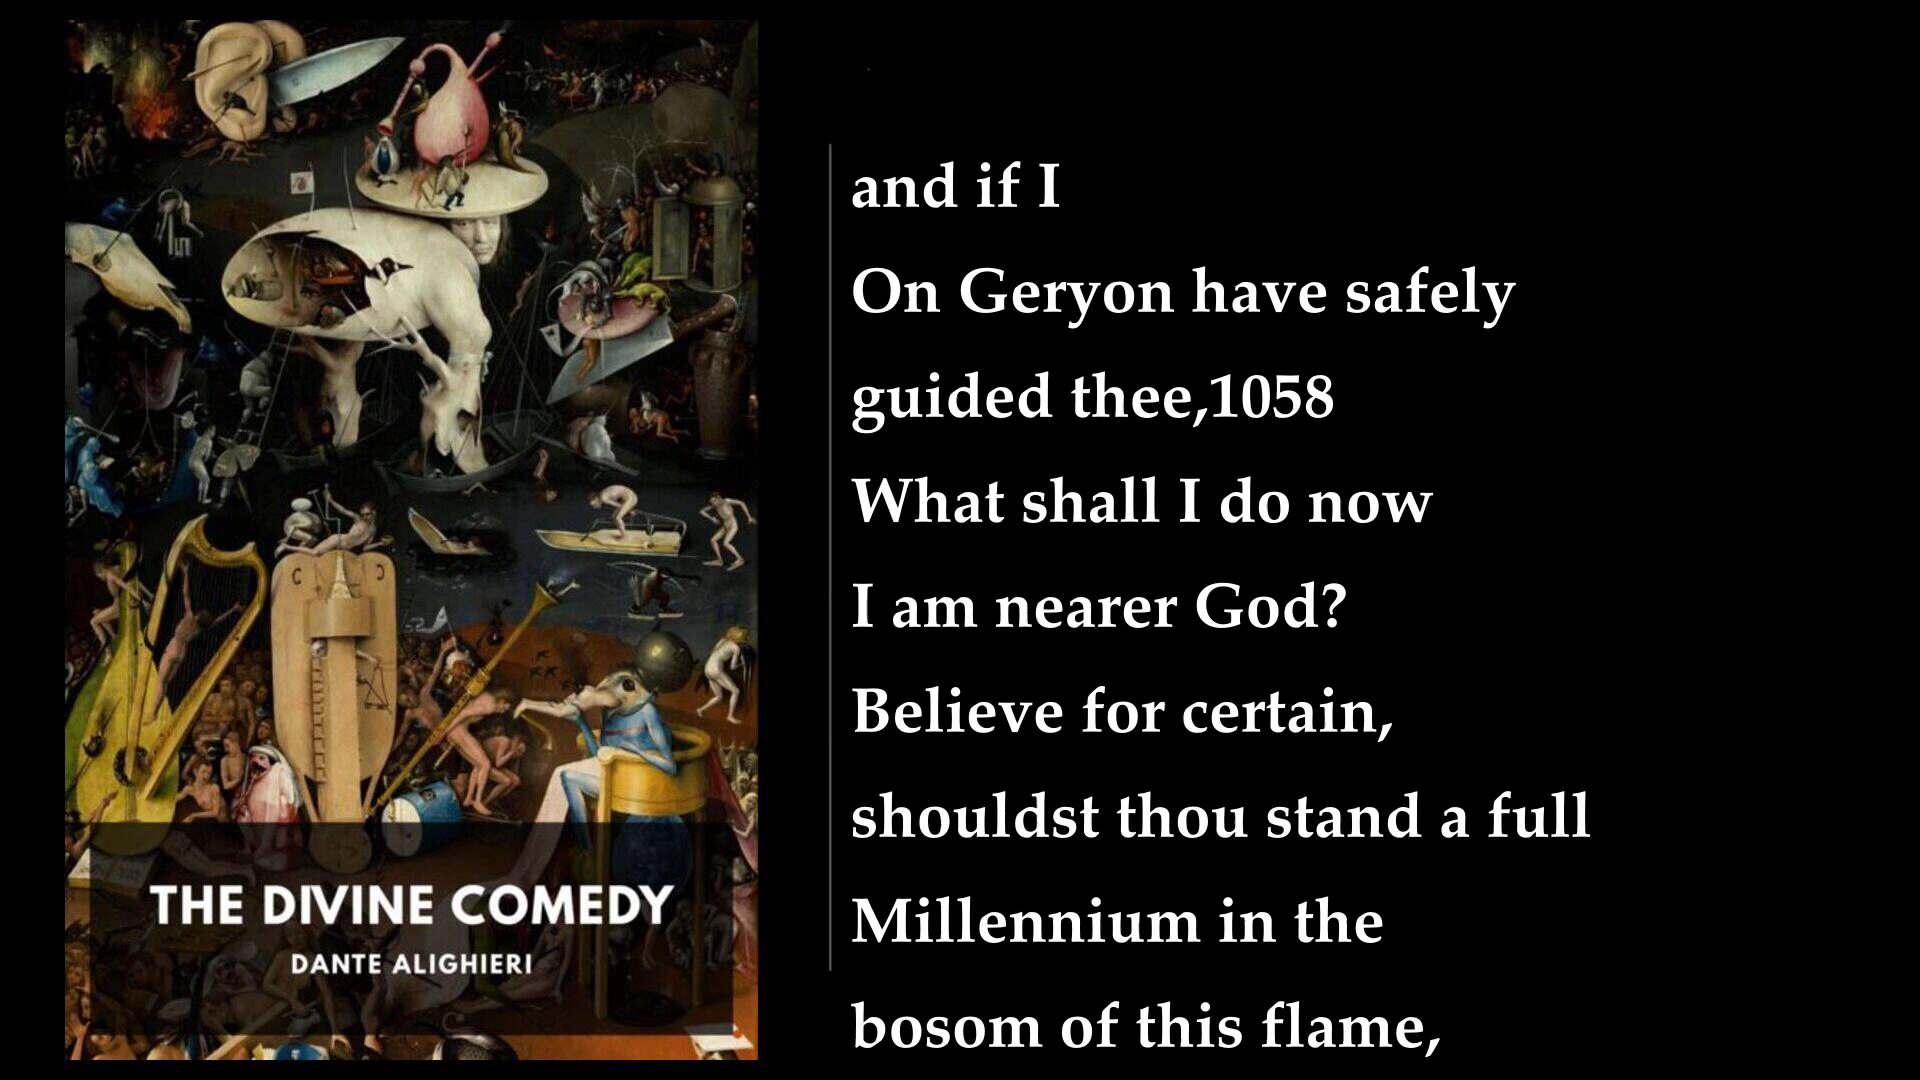 THE DIVINE COMEDY
DANTE ALIGHIERI
and if I
On Geryon have safely
guided thee,1058
What shall I do now
I am nearer God?
Believe for certain,
shouldst thou stand a full
Millennium in the
bosom of this flame,